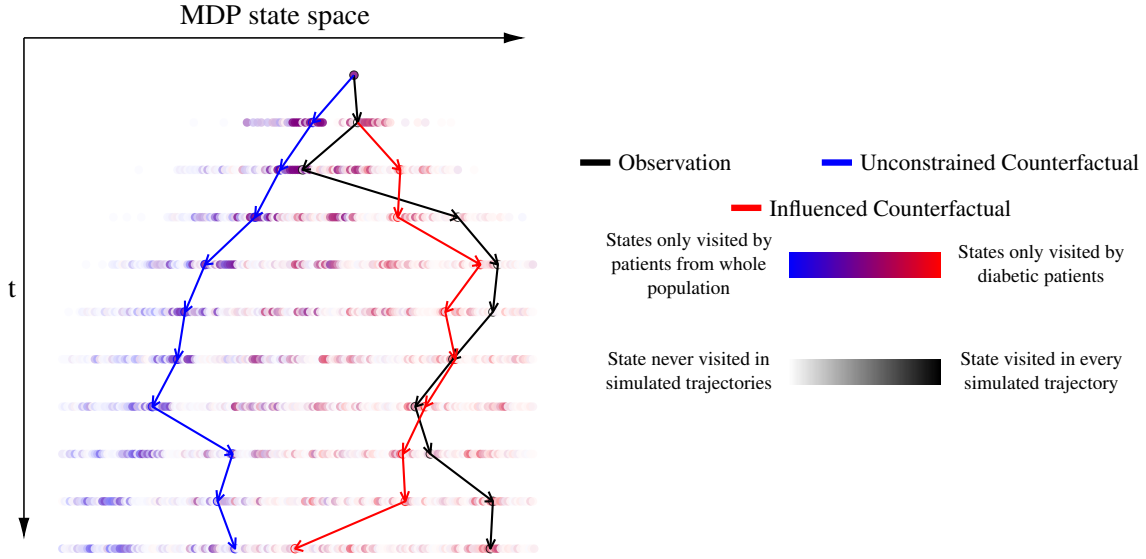 MDP state space
t
Observation
Unconstrained Counterfactual
Influenced Counterfactual
States only visited by
patients from whole
population
States only visited by
diabetic patients
State never visited in
simulated trajectories
State visited in every
simulated trajectory